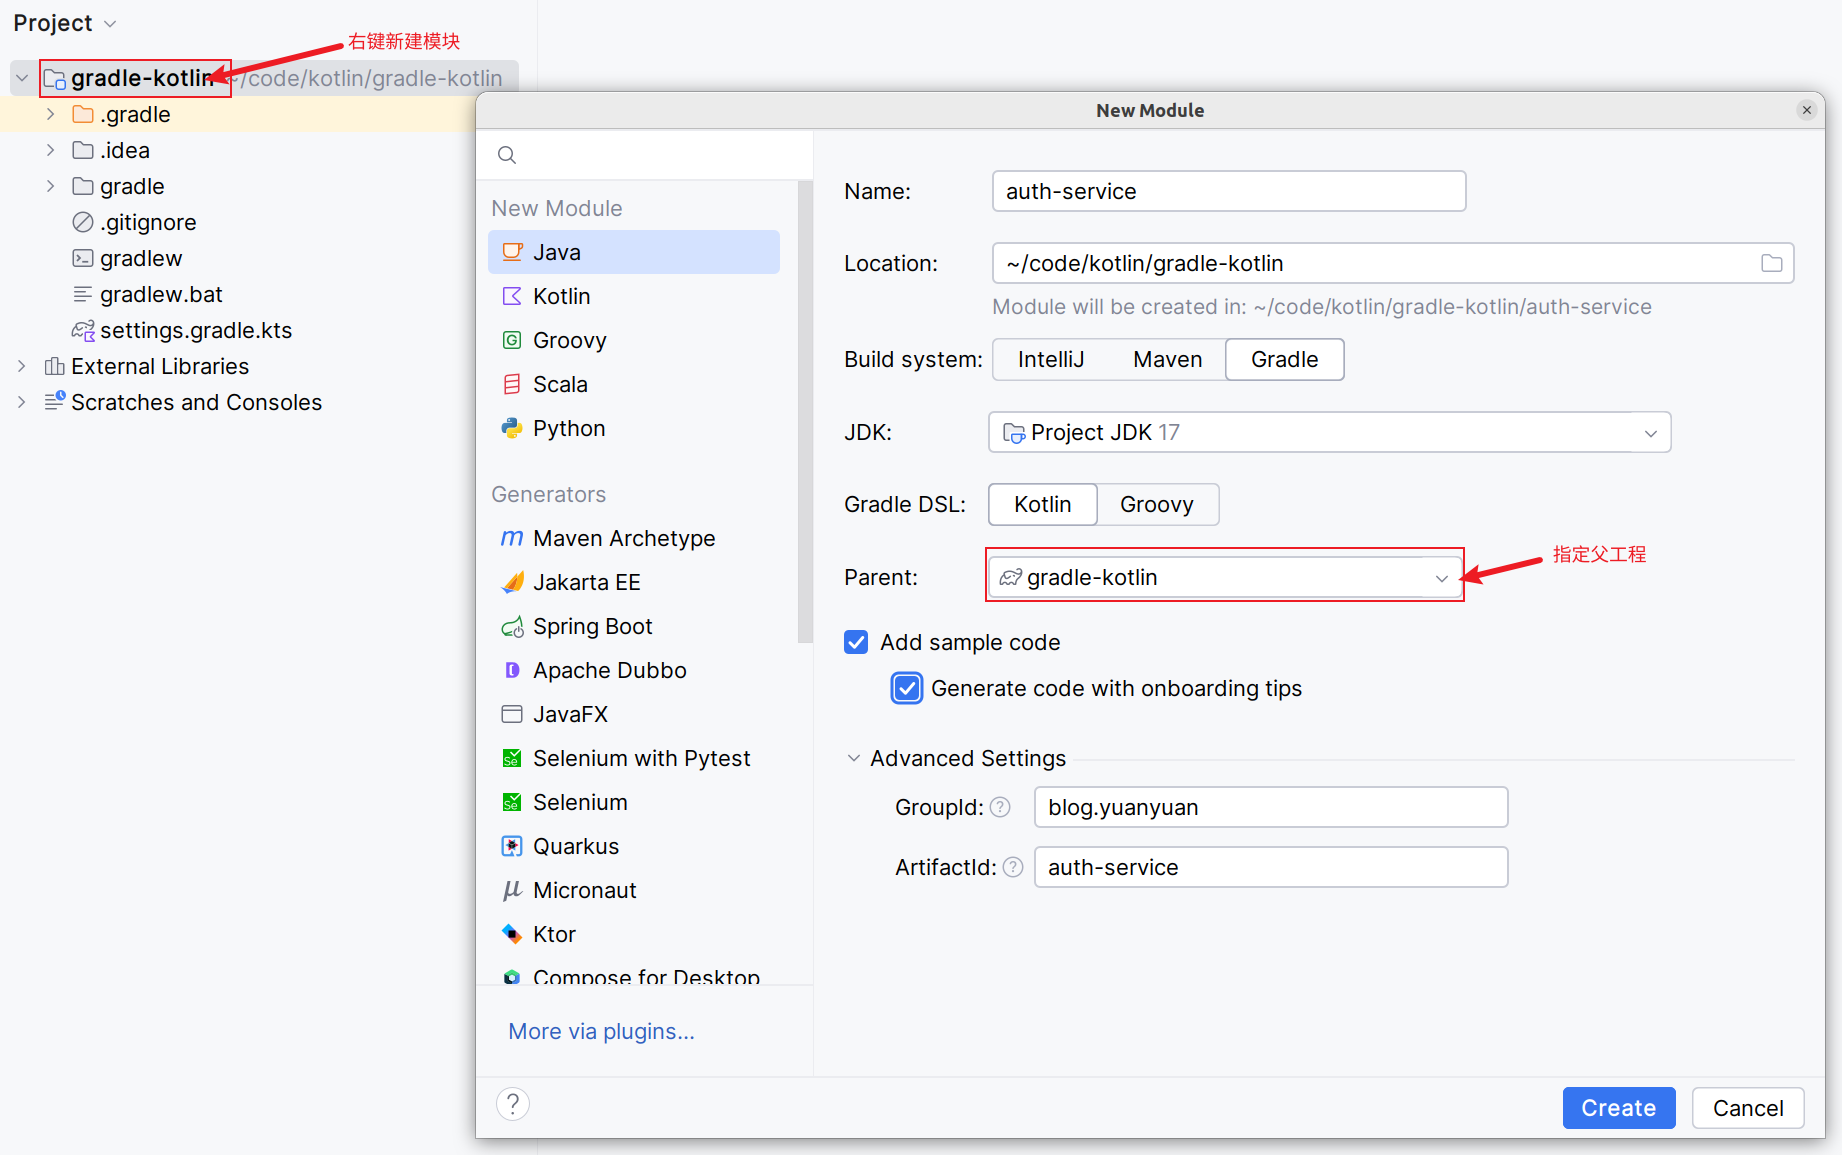 Project
右键新建模块
gradle-kotlin ~/code/kotlin/gradle-kotlin
.gradle
.idea
gradle
.gitignore
gradlew
gradlew.bat
settings.gradle.kts
External Libraries
Scratches and Consoles
New Module
New Module
Java
Kotlin
Groovy
Scala
Python
Generators
Maven Archetype
Jakarta EE
Spring Boot
Apache Dubbo
JavaFX
Selenium with Pytest
Selenium
Quarkus
Micronaut
Ktor
Compose for Desktop
More via plugins...
Name: auth-service
Location: ~/code/kotlin/gradle-kotlin
Module will be created in: ~/code/kotlin/gradle-kotlin/auth-service
Build system: IntelliJ Maven Gradle
JDK: Project JDK 17
Gradle DSL: Kotlin Groovy
Parent: gradle-kotlin
指定父工程
Add sample code
Generate code with onboarding tips
Advanced Settings
GroupId: ? blog.yuanyuan
ArtifactId: ? auth-service
? Create Cancel